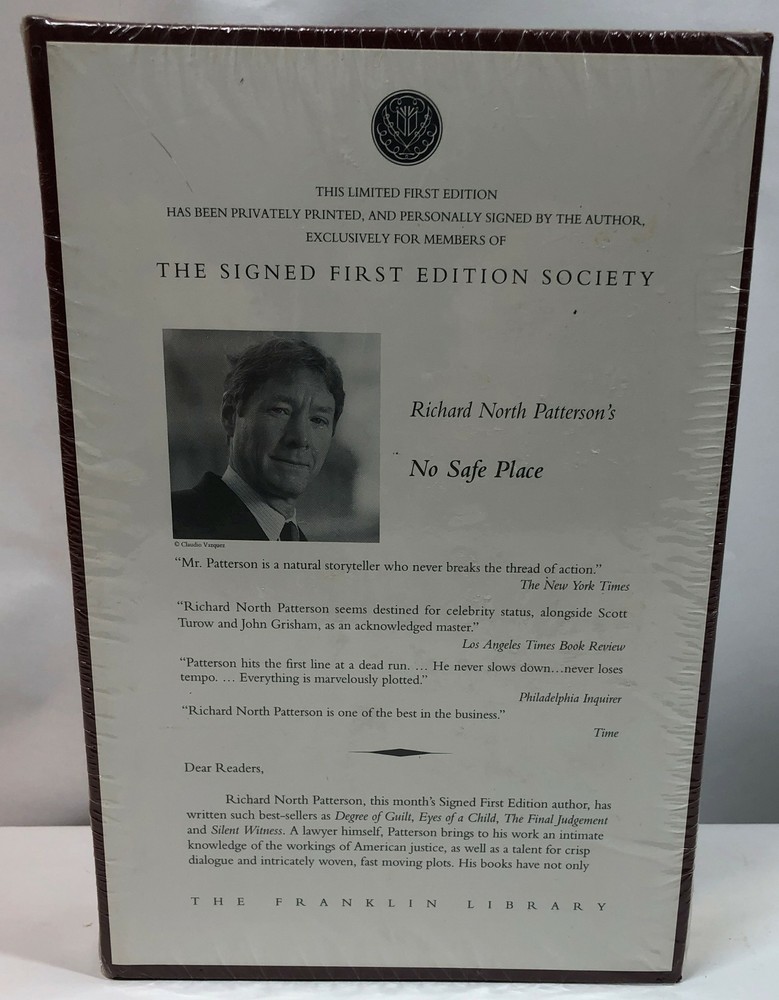 THIS LIMITED FIRST EDITION
HAS BEEN PRIVATELY PRINTED, AND PERSONALLY SIGNED BY THE AUTHOR,
EXCLUSIVELY FOR MEMBERS OF
THE SIGNED FIRST EDITION SOCIETY
Richard North Patterson's
No Safe Place
© Claudio Vazquez
"Mr. Patterson is a natural storyteller who never breaks the thread of action."
The New York Times
"Richard North Patterson seems destined for celebrity status, alongside Scott
Turow and John Grisham, as an acknowledged master."
Los Angeles Times Book Review
"Patterson hits the first line at a dead run. … He never slows down…never loses
tempo. … Everything is marvelously plotted."
Philadelphia Inquirer
"Richard North Patterson is one of the best in the business."
Time
Dear Readers,
Richard North Patterson, this month's Signed First Edition author, has
written such best-sellers as Degree of Guilt, Eyes of a Child, The Final Judgement
and Silent Witness. A lawyer himself, Patterson brings to his work an intimate
knowledge of the workings of American justice, as well as a talent for crisp
dialogue and intricately woven, fast moving plots. His books have not only
THE FRANKLIN LIBRARY